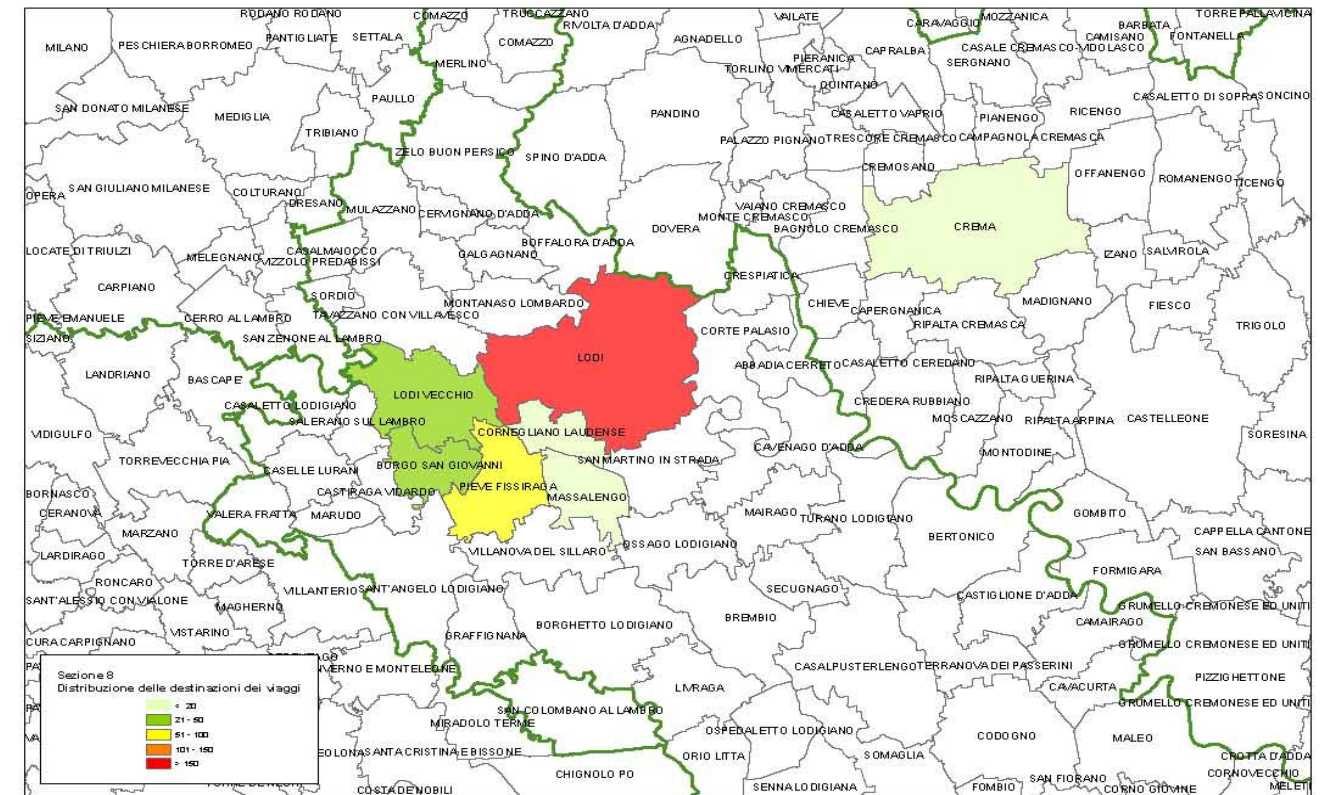 RODANO RODANO
COMAZZO
TRUCCAZZANO
RIVOLTA D'ADDA
VAILATE
CARAVAGGIO
MOZZANICA
BARBATA
TORRE PALLAVICINA
MILANO
PESCHIERA BORROMEO
PANTIGLIATE
SETTALA
COMAZZO
AGNADELLO
CAPRALBA
CASALE CREMASCO-VIDOLASCO
CAMISANO
FONTANELLA
MERLINO
PIERANICA
TORLINO VIMERCATI
SERGNANO
QUINTANO
SAN DONATO MILANESE
MEDIGLIA
PAULLO
PANDINO
CASALETTO VAPRIO
PIANENGO
RICENGO
CASALETTO DI SOPRA
SONCINO
TRIBIANO
PALAZZO PIGNANO
TRESCORE CREMASCO
CAMPAGNOLA CREMASCA
ZELO BUON PERSICO
SPINO D'ADDA
CREMOSANO
OFFANENGO
ROMANENGO
TICENGO
OPERA
SAN GIULIANO MILANESE
COLTURANO
DRESANO
MULAZZANO
CERVIGNANO D'ADDA
VAIANO CREMASCO
MONTE CREMASCO
BAGNOLO CREMASCO
CREMA
DOVERA
LOCATE DI TRIULZI
MELEGNANO
CASALMAIOCCO
VIZZOLO PREDABISSI
BOFFALORA D'ADDA
GALGAGNANO
IZANO
SALVIROLA
CRESPIATICA
CARPIANO
SORDIO
MONTANASO LOMBARDO
CHIEVE
CAPERGNANICA
MADIGNANO
FIESCO
PIEVE EMANUELE
CERRO AL LAMBRO
TAVAZZANO CON VILLAVESCO
CORTE PALASIO
RIPALTA CREMASCA
TRIGOLO
SIZIANO
SAN ZENONE AL LAMBRO
LODI
ABBADIA CERRETO
CASALETTO CEREDANO
LANDRIANO
BASCAPE'
LODI VECCHIO
RIPALTA GUERINA
CASALETTO LODIGIANO
CREDERA RUBBIANO
MOSCAZZANO
RIPALTA ARPINA
CASTELLEONE
SALERANO SUL LAMBRO
CORNEGLIANO LAUDENSE
VIDIGULFO
SORESINA
CAVENAGO D'ADDA
MONTODINE
TORREVECCHIA PIA
CASELLE LURANI
BORGO SAN GIOVANNI
SAN MARTINO IN STRADA
BORNASCO
CASTIRAGA VIDARDO
PIEVE FISSIRAGA
MASSALENGO
CERANOVA
VALERA FRATTA
MARUDO
MAIRAGO
TURANO LODIGIANO
GOMBITO
MARZANO
BERTONICO
CAPPELLA CANTONE
LARDIRAGO
TORRE D'ARESE
VILLANOVA DEL SILLARO
OSSAGO LODIGIANO
SAN BASSANO
FORMIGARA
RONCARO
VILLANTERIO
SANT'ANGELO LODIGIANO
SECUGNAGO
CASTIGLIONE D'ADDA
SANT'ALESSIO CON VIALONE
MAGHERNO
GRUMELLO CREMONESE ED UNITI
BORGHETTO LODIGIANO
BREMBIO
CAMAIRAGO
CURA CARPIGNANO
VISTARINO
GRAFFIGNANA
GRUMELLO CREMONESE ED UNITI
INVERNO E MONTELEONE
CASALPUSTERLENGO
TERRANOVA DEI PASSERINI
PIZZIGHETTONE
LIVRAGA
CAVACURTA
GRUMELLO CREMONESE ED UNITI
Sezione 8
Distribuzione delle destinazioni dei viaggi
< 20
21 - 50
51 - 100
101 - 150
> 150
SAN COLOMBANO AL LAMBRO
MIRADOLO TERME
OSPEDALETTO LODIGIANO
CODOGNO
MALEO
SANTA CRISTINA E BISSONE
ORIO LITTA
SOMAGLIA
CROTTA D'ADDA
CHIGNOLO PO
SAN FIORANO
CORNOVECCHIO
COSTA DE'NOBILI
SENNA LODIGIANA
FOMBIO
CORNO GIOVINE
MELETI